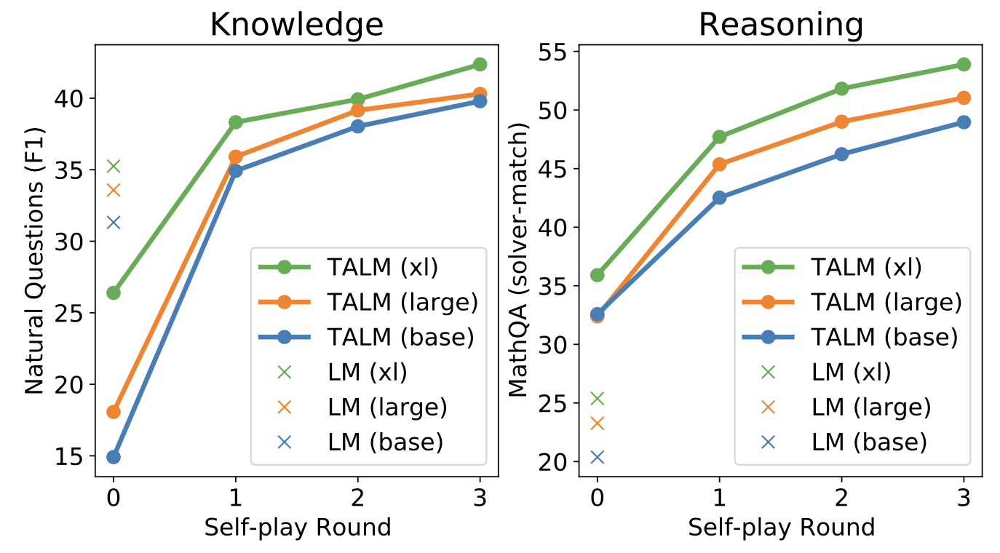 Knowledge
Natural Questions (F1)
40
35
30
25
20
15
TALM (xl)
TALM (large)
TALM (base)
LM (xl)
LM (large)
LM (base)
0 1 2 3
Self-play Round
Reasoning
MathQA (solver-match)
55
50
45
40
35
30
25
20
TALM (xl)
TALM (large)
TALM (base)
LM (xl)
LM (large)
LM (base)
0 1 2 3
Self-play Round